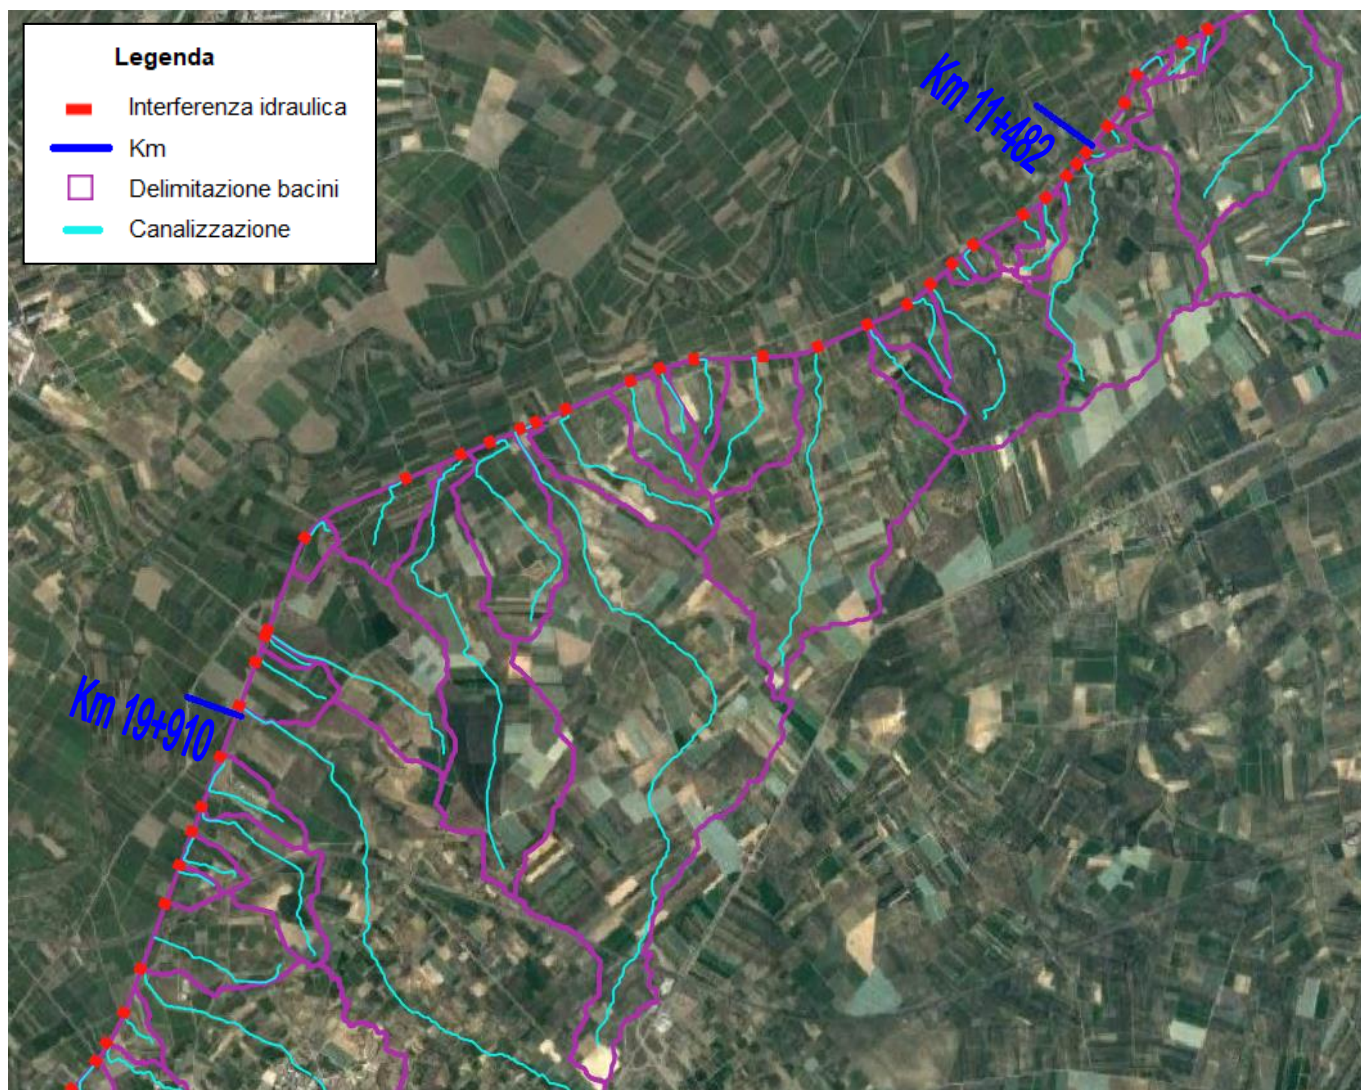 Legenda
Interferenza idraulica
Km
Delimitazione bacini
Canalizzazione
Km 11+482
Km 19+910